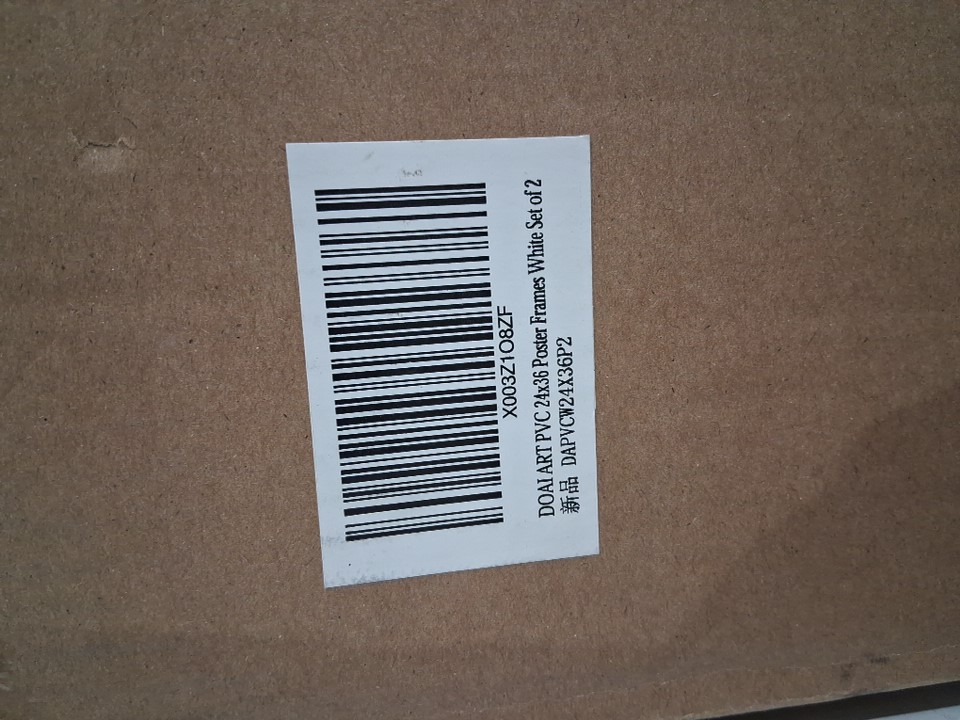 X003Z1O8ZF
DOAI ART PVC 24x36 Poster Frames White Set of 2
新品 DAPVCW24X36P2